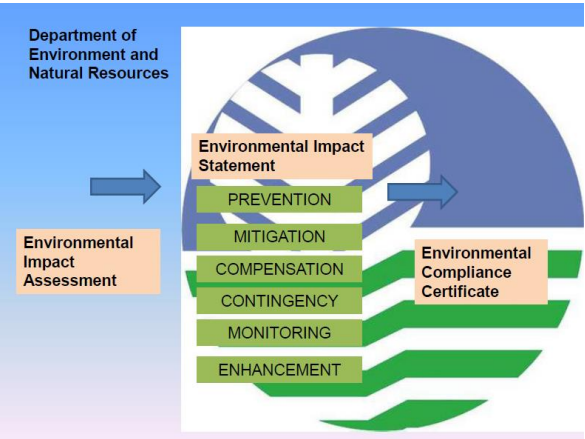 Department of
Environment and
Natural Resources
Environmental Impact
Statement
PREVENTION
MITIGATION
COMPENSATION
CONTINGENCY
MONITORING
ENHANCEMENT
Environmental
Impact
Assessment
Environmental
Compliance
Certificate